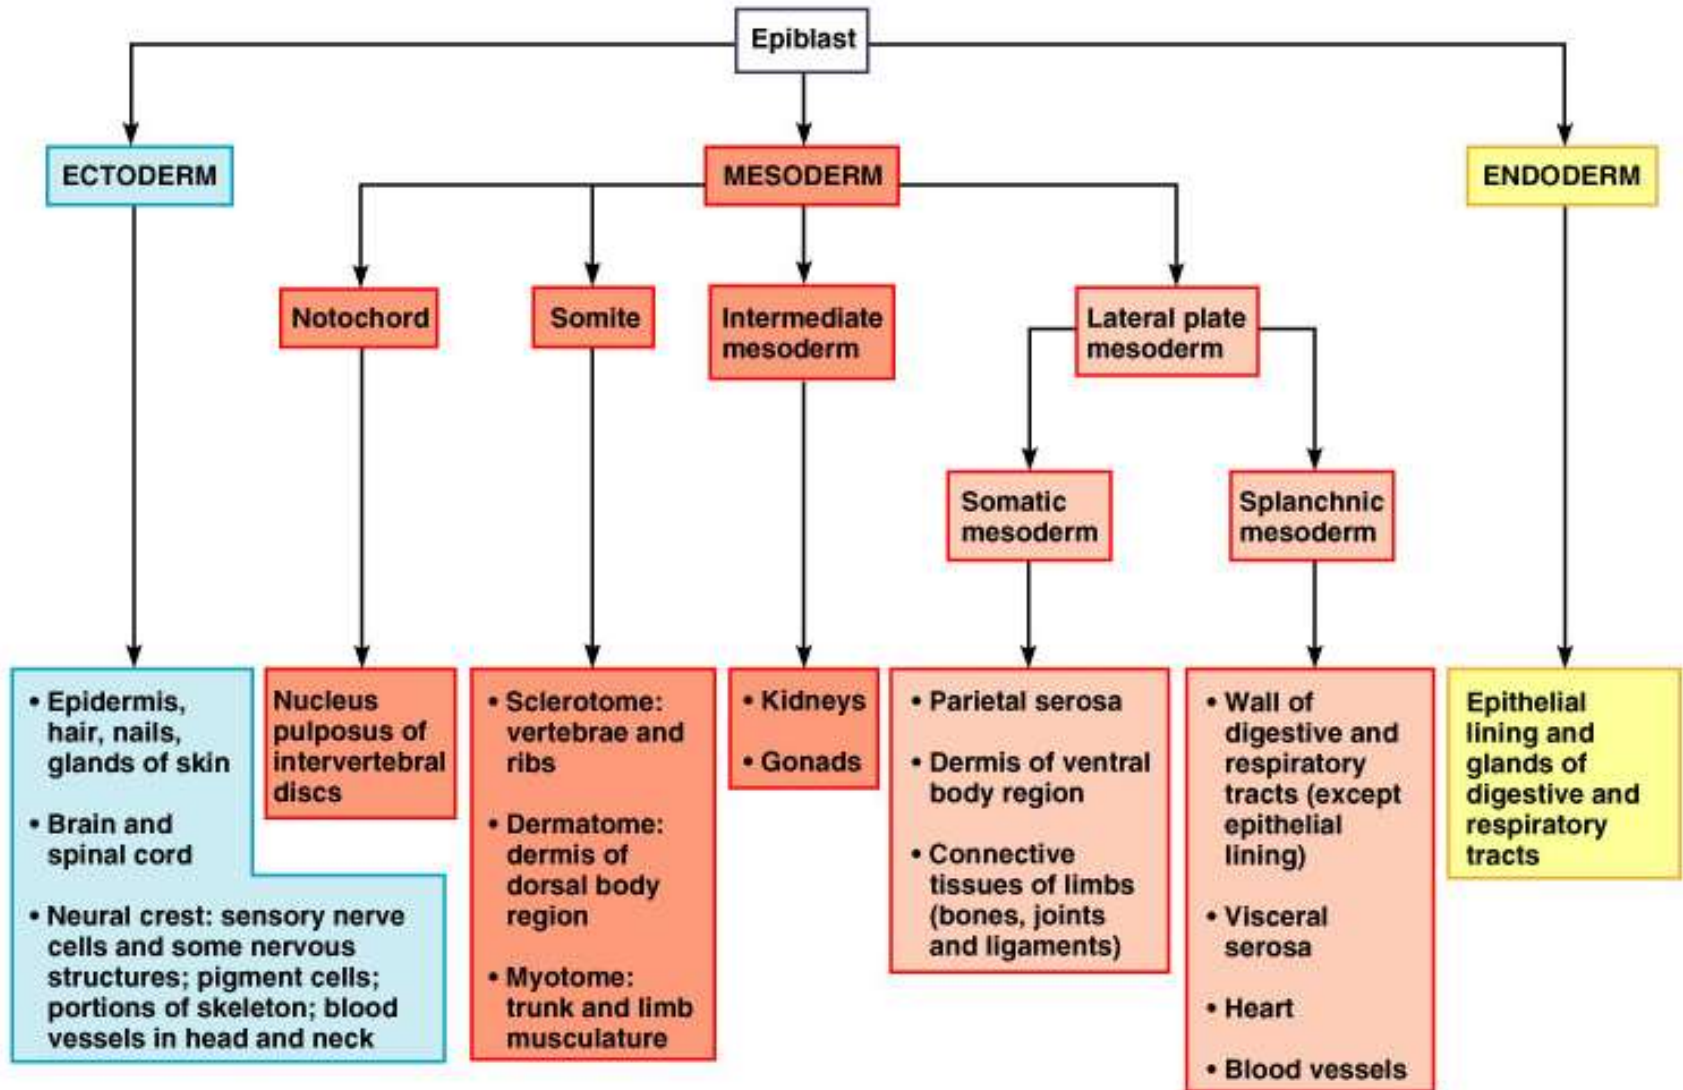 Epiblast
ECTODERM
MESODERM
ENDODERM
Notochord
Somite
Intermediate
mesoderm
Lateral plate
mesoderm
Somatic
mesoderm
Splanchnic
mesoderm
• Epidermis,
hair, nails,
glands of skin
• Brain and
spinal cord
• Neural crest: sensory nerve
cells and some nervous
structures; pigment cells;
portions of skeleton; blood
vessels in head and neck
Nucleus
pulposus of
intervertebral
discs
• Sclerotome:
vertebrae and
ribs
• Dermatome:
dermis of
dorsal body
region
• Myotome:
trunk and limb
musculature
• Kidneys
• Gonads
• Parietal serosa
• Dermis of ventral
body region
• Connective
tissues of limbs
(bones, joints
and ligaments)
• Wall of
digestive and
respiratory
tracts (except
epithelial
lining)
• Visceral
serosa
• Heart
• Blood vessels
Epithelial
lining and
glands of
digestive and
respiratory
tracts